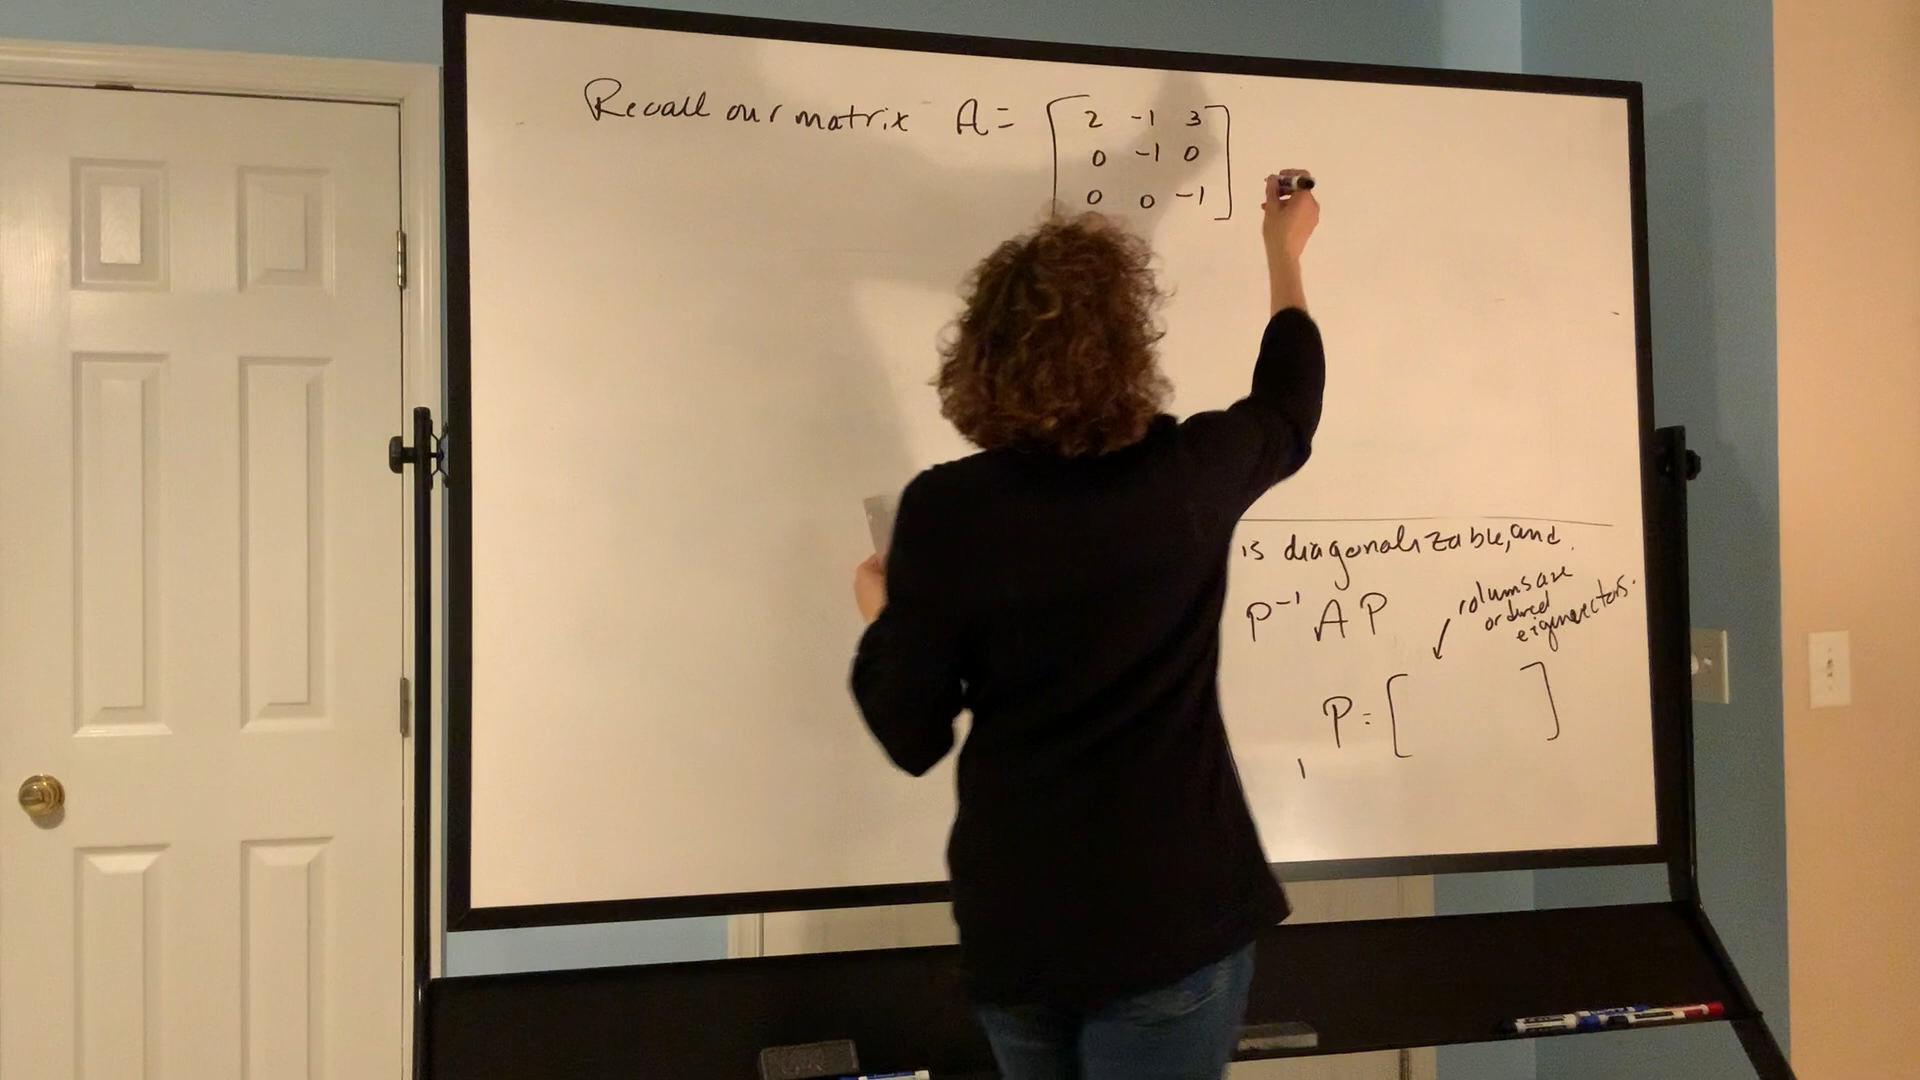 Recall our matrix A = [ 2 -1 3
0 -1 0
0 0 -1 ]
is diagonalizable, and
P⁻¹ A P
columns are
ordered
eigenvectors.
P = [ ]